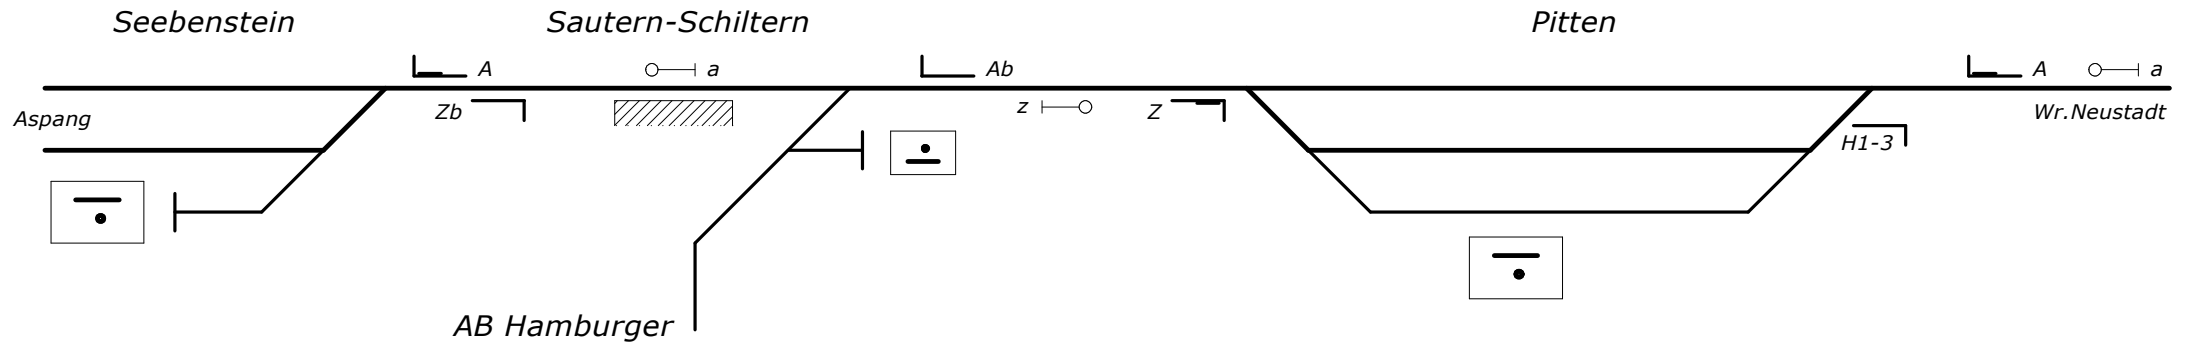 Seebenstein
Sautern-Schiltern
Pitten
A
a
Ab
A
a
Zb
z
Z
Aspang
Wr.Neustadt
H1-3
AB Hamburger